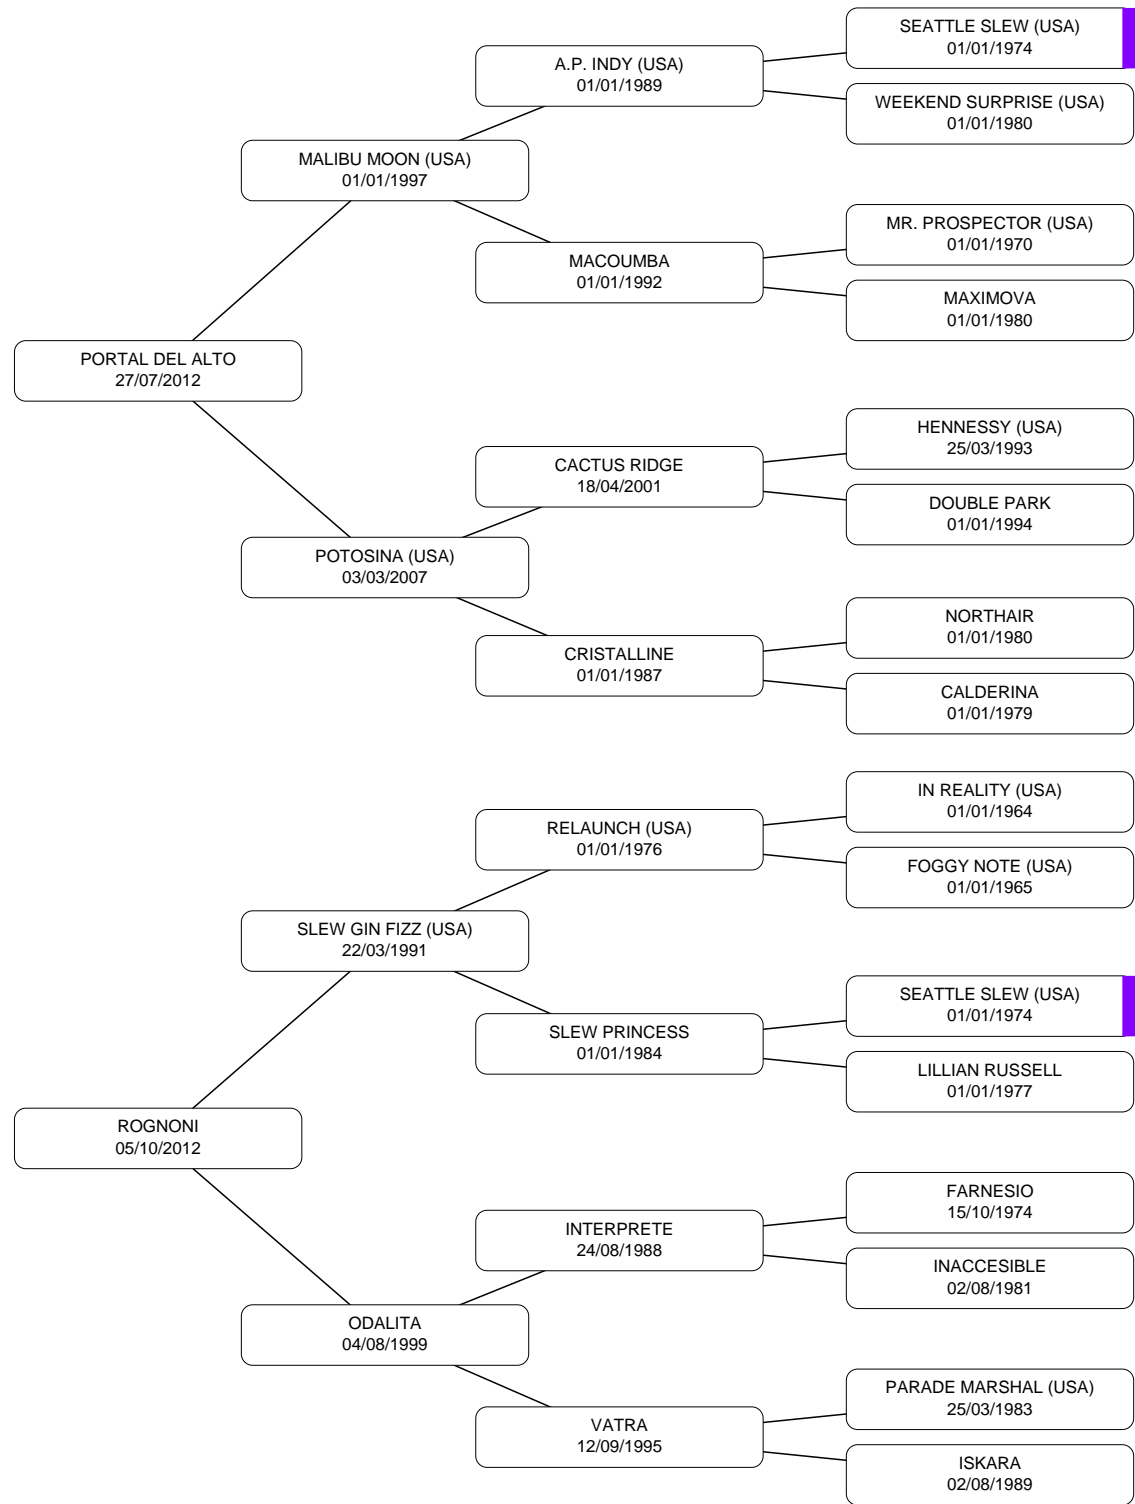 SEATTLE SLEW (USA)
01/01/1974
A.P. INDY (USA)
01/01/1989
WEEKEND SURPRISE (USA)
01/01/1980
MALIBU MOON (USA)
01/01/1997
MR. PROSPECTOR (USA)
01/01/1970
MACOUMBA
01/01/1992
MAXIMOVA
01/01/1980
PORTAL DEL ALTO
27/07/2012
HENNESSY (USA)
25/03/1993
CACTUS RIDGE
18/04/2001
DOUBLE PARK
01/01/1994
POTOSINA (USA)
03/03/2007
NORTHAIR
01/01/1980
CRISTALLINE
01/01/1987
CALDERINA
01/01/1979
IN REALITY (USA)
01/01/1964
RELAUNCH (USA)
01/01/1976
FOGGY NOTE (USA)
01/01/1965
SLEW GIN FIZZ (USA)
22/03/1991
SEATTLE SLEW (USA)
01/01/1974
SLEW PRINCESS
01/01/1984
LILLIAN RUSSELL
01/01/1977
ROGNONI
05/10/2012
FARNESIO
15/10/1974
INTERPRETE
24/08/1988
INACCESIBLE
02/08/1981
ODALITA
04/08/1999
PARADE MARSHAL (USA)
25/03/1983
VATRA
12/09/1995
ISKARA
02/08/1989